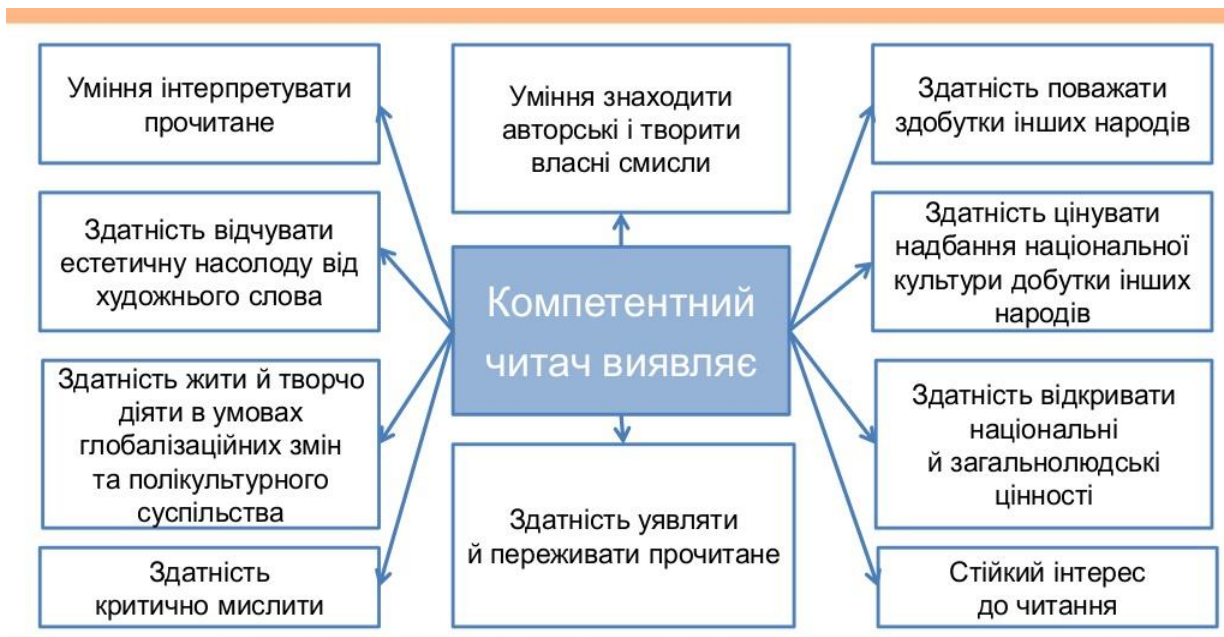 Уміння інтерпретувати
прочитане
Здатність відчувати
естетичну насолоду від
художнього слова
Здатність жити й творчо
діяти в умовах
глобалізаційних змін
та полікультурного
суспільства
Здатність
критично мислити
Уміння знаходити
авторські і творити
власні смисли
Компетентний
читач виявляє
Здатність уявляти
й переживати прочитане
Здатність поважати
здобутки інших народів
Здатність цінувати
надбання національної
культури добутки інших
народів
Здатність відкривати
національні
й загальнолюдські
цінності
Стійкий інтерес
до читання